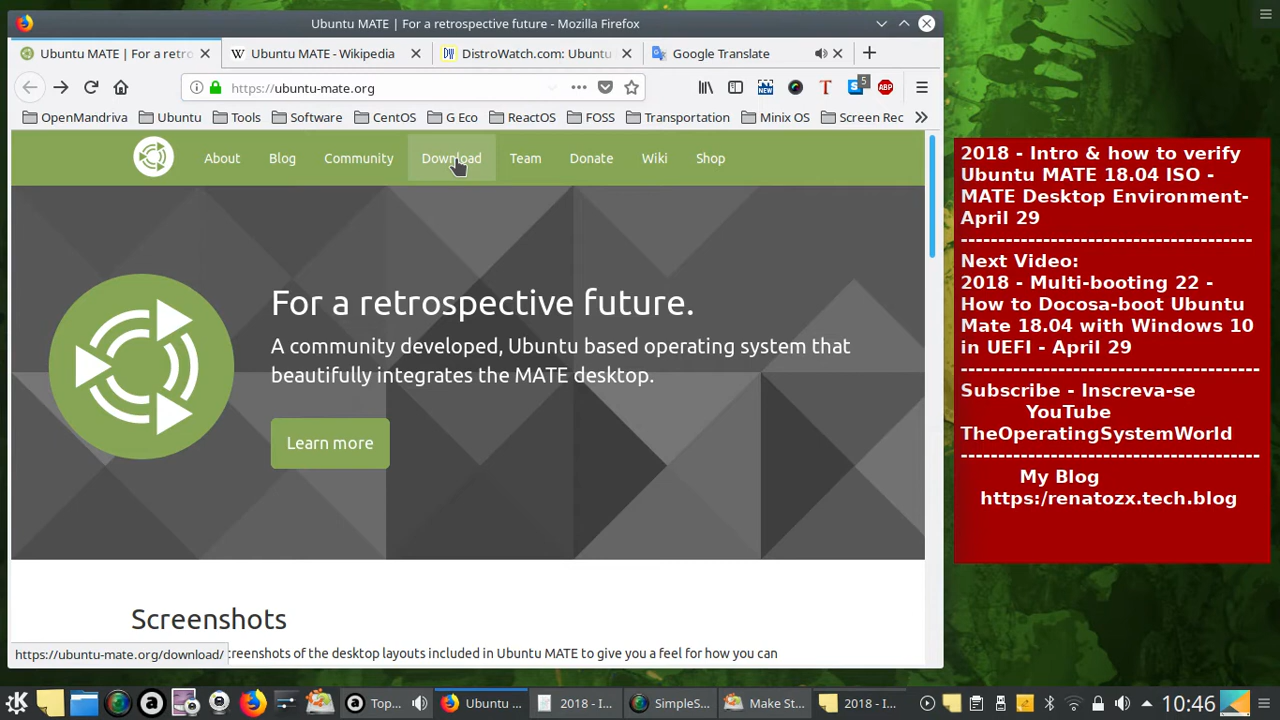 Ubuntu MATE | For a retrospective future - Mozilla Firefox
Ubuntu MATE | For a retro
Ubuntu MATE - Wikipedia
DW
DistroWatch.com: Ubuntu
Google Translate
https://ubuntu-mate.org
NEW
T
5
ABP
OpenMandriva
Ubuntu
Tools
Software
CentOS
G Eco
ReactOS
FOSS
Transportation
Minix OS
Screen Rec
About
Blog
Community
Download
Team
Donate
Wiki
Shop
For a retrospective future.
A community developed, Ubuntu based operating system that
beautifully integrates the MATE desktop.
Learn more
Screenshots
https://ubuntu-mate.org/download/
creenshots of the desktop layouts included in Ubuntu MATE to give you a feel for how you can
2018 - Intro & how to verify
Ubuntu MATE 18.04 ISO -
MATE Desktop Environment-
April 29
---------------------------------------
Next Video:
2018 - Multi-booting 22 -
How to Docosa-boot Ubuntu
Mate 18.04 with Windows 10
in UEFI - April 29
----------------------------------------
Subscribe - Inscreva-se
YouTube
TheOperatingSystemWorld
----------------------------------------
My Blog
https:/renatozx.tech.blog
Top...
Ubuntu ...
2018 - I...
SimpleS...
Make St...
2018 - I...
10:46